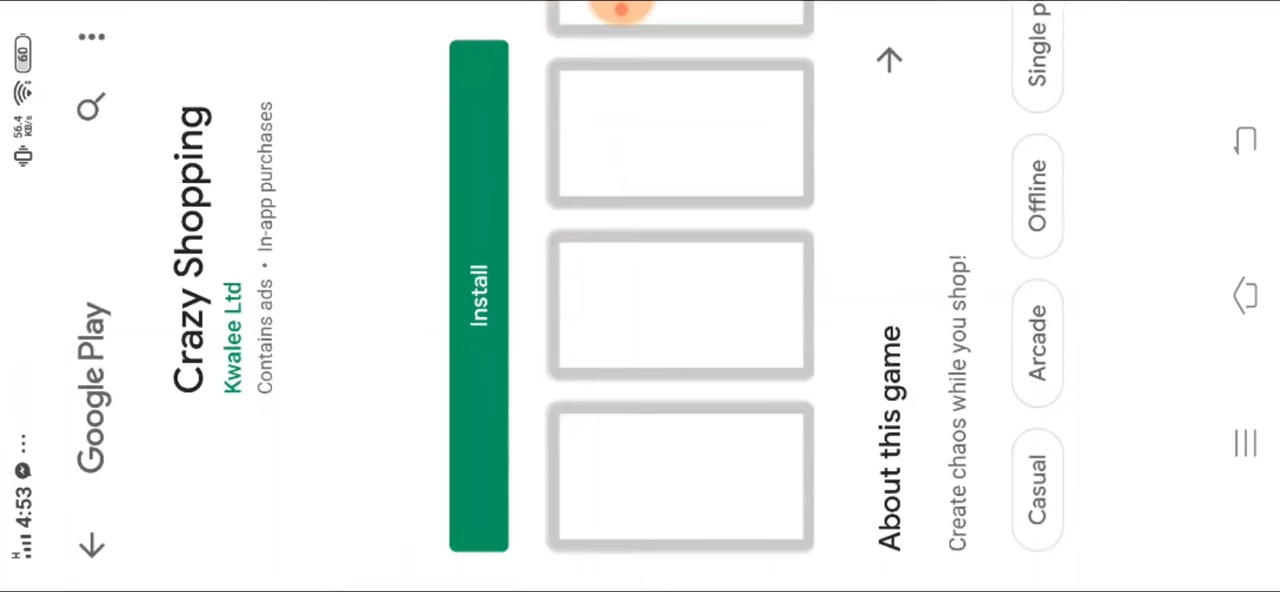 H 4:53 ... 56.4 KB/s 60
Google Play
Crazy Shopping
Kwalee Ltd
Contains ads • In-app purchases
Install
About this game
Create chaos while you shop!
Casual Arcade Offline Single p